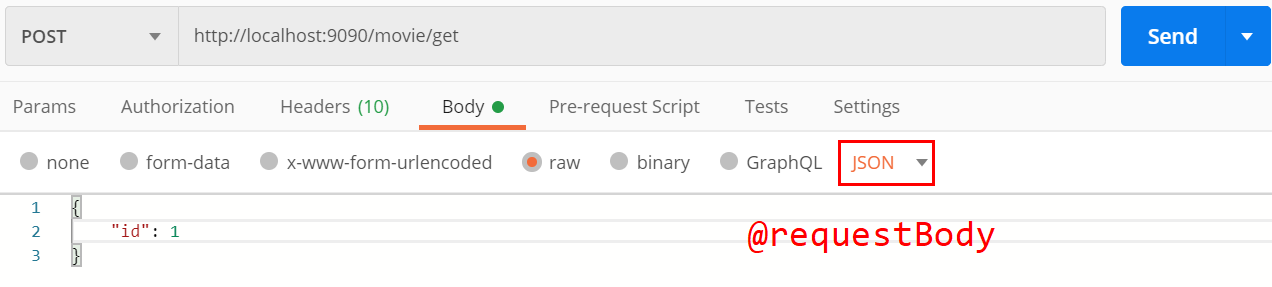 POST http://localhost:9090/movie/get Send
Params Authorization Headers (10) Body Pre-request Script Tests Settings
none form-data x-www-form-urlencoded raw binary GraphQL JSON
1 {
2 "id": 1
3 }
@requestBody